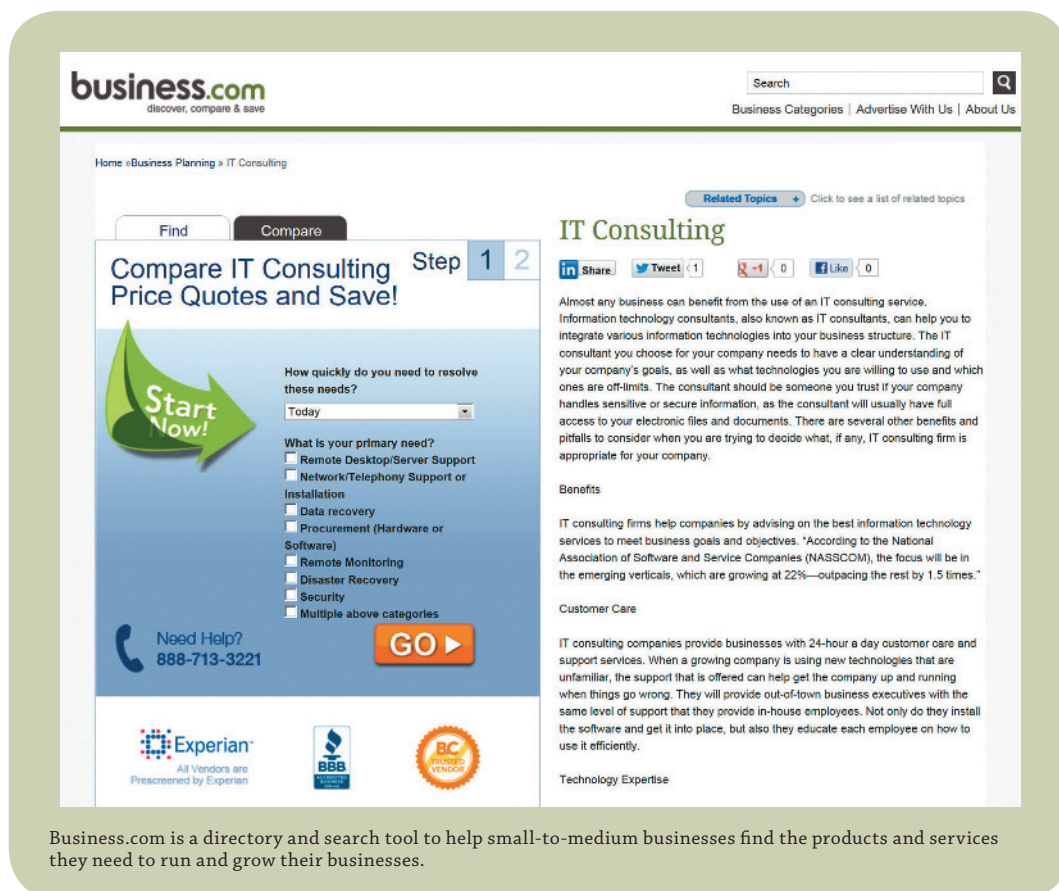 business.com
discover, compare & save
Search
Business Categories | Advertise With Us | About Us
Home »Business Planning » IT Consulting
Related Topics + Click to see a list of related topics
Find
Compare
Compare IT Consulting
Price Quotes and Save!
Step 1 2
Start
Now!
How quickly do you need to resolve
these needs?
Today
What is your primary need?
Remote Desktop/Server Support
Network/Telephony Support or
Installation
Data recovery
Procurement (Hardware or
Software)
Remote Monitoring
Disaster Recovery
Security
Multiple above categories
Need Help?
888-713-3221
GO
Experian
All Vendors are
Prescreened by Experian
BBB
ACCREDITED
BUSINESS
BC
TRUSTED
VENDOR
IT Consulting
in Share
Tweet 1
g +1 0
f Like 0
Almost any business can benefit from the use of an IT consulting service.
Information technology consultants, also known as IT consultants, can help you to
integrate various information technologies into your business structure. The IT
consultant you choose for your company needs to have a clear understanding of
your company's goals, as well as what technologies you are willing to use and which
ones are off-limits. The consultant should be someone you trust if your company
handles sensitive or secure information, as the consultant will usually have full
access to your electronic files and documents. There are several other benefits and
pitfalls to consider when you are trying to decide what, if any, IT consulting firm is
appropriate for your company.
Benefits
IT consulting firms help companies by advising on the best information technology
services to meet business goals and objectives. "According to the National
Association of Software and Service Companies (NASSCOM), the focus will be in
the emerging verticals, which are growing at 22%—outpacing the rest by 1.5 times."
Customer Care
IT consulting companies provide businesses with 24-hour a day customer care and
support services. When a growing company is using new technologies that are
unfamiliar, the support that is offered can help get the company up and running
when things go wrong. They will provide out-of-town business executives with the
same level of support that they provide in-house employees. Not only do they install
the software and get it into place, but also they educate each employee on how to
use it efficiently.
Technology Expertise
Business.com is a directory and search tool to help small-to-medium businesses find the products and services
they need to run and grow their businesses.